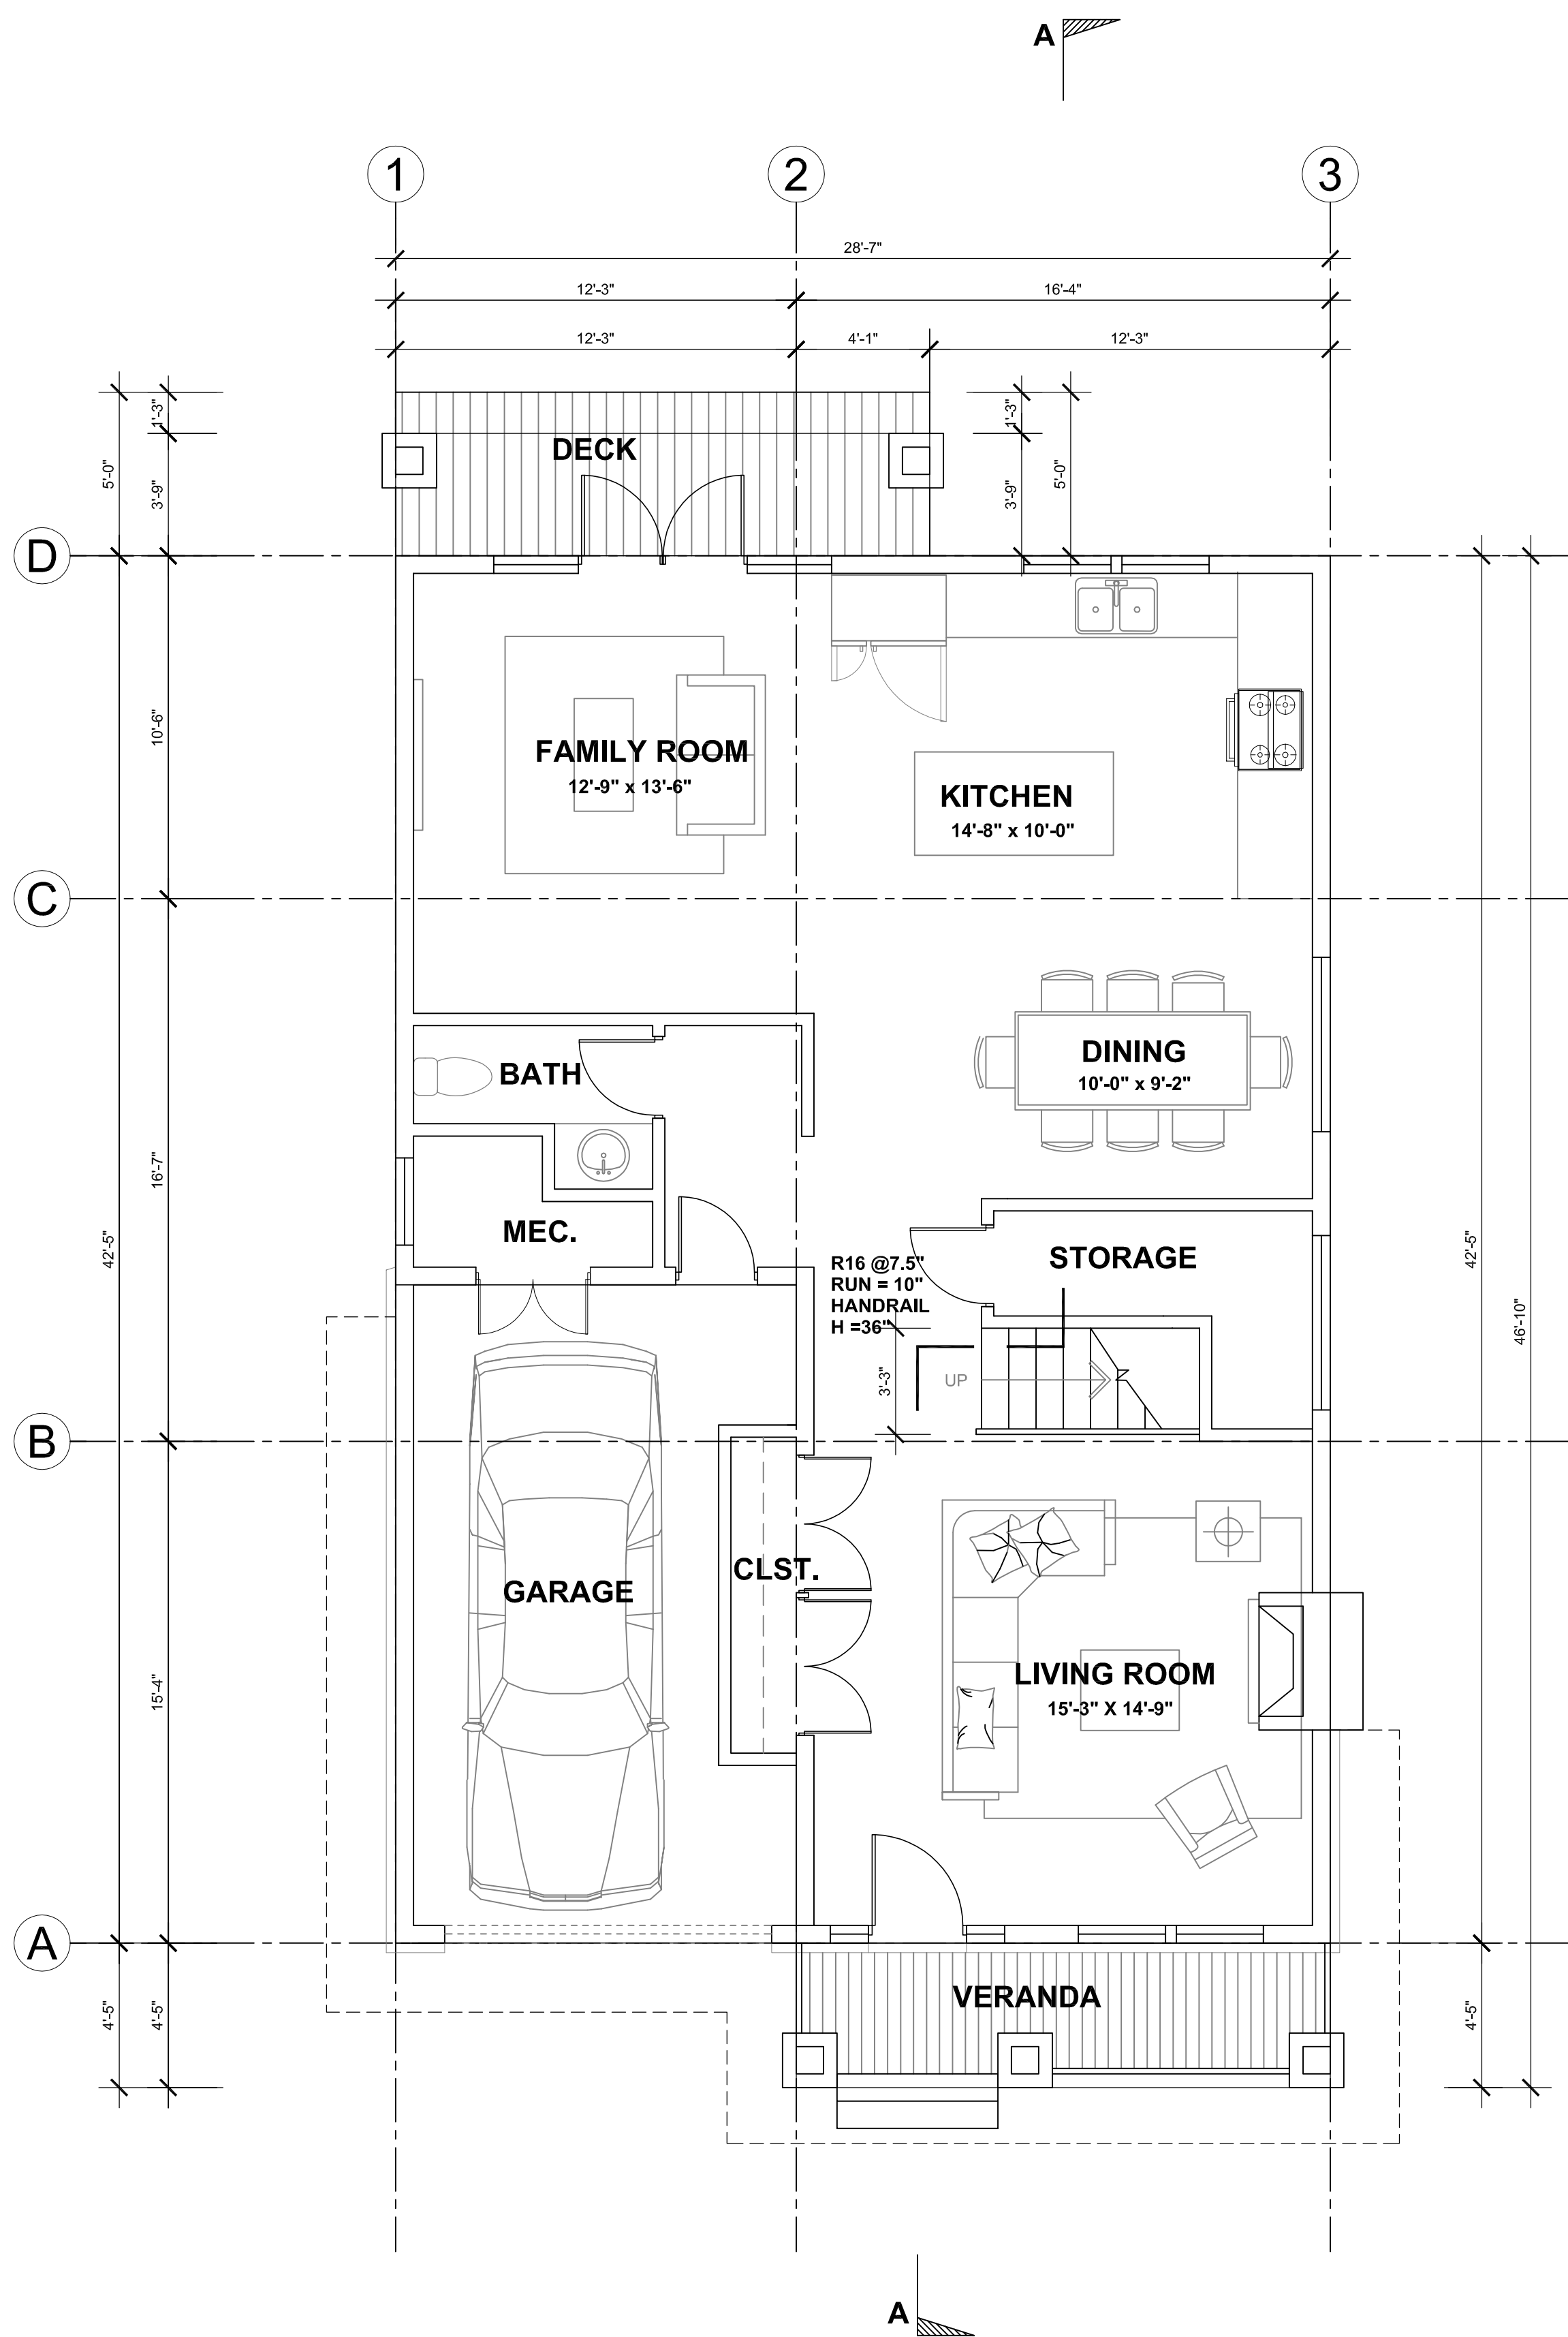 A
1
2
3
28'-7"
12'-3"
16'-4"
12'-3"
4'-1"
12'-3"
1'-3"
5'-0"
3'-9"
1'-3"
5'-0"
3'-9"
DECK
D
10'-6"
FAMILY ROOM
12'-9" x 13'-6"
KITCHEN
14'-8" x 10'-0"
C
DINING
10'-0" x 9'-2"
BATH
16'-7"
42'-5"
MEC.
STORAGE
42'-5"
46'-10"
R16 @7.5"
RUN = 10"
HANDRAIL
H =36"
3'-3"
UP
B
CLST.
GARAGE
LIVING ROOM
15'-3" X 14'-9"
15'-4"
A
VERANDA
4'-5"
4'-5"
4'-5"
A